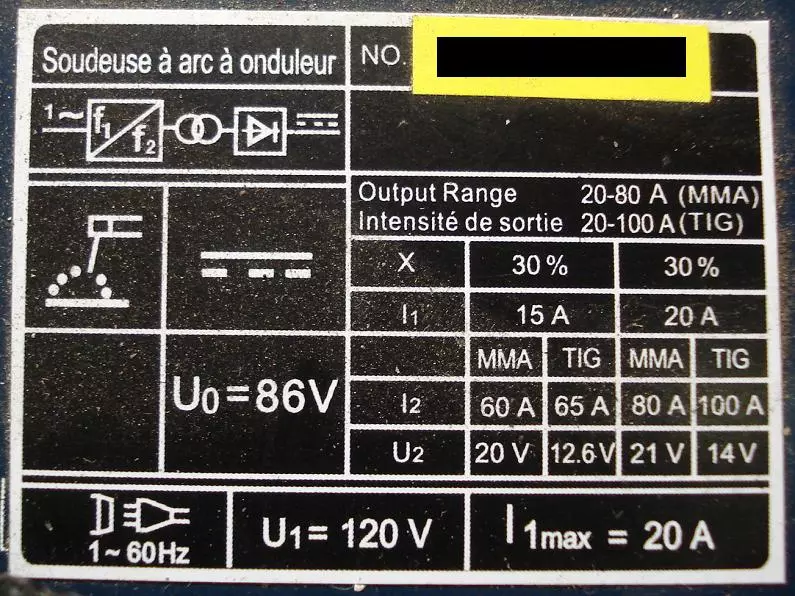 Soudeuse à arc à onduleur
NO.
1~ f1 f2
Output Range 20-80 A (MMA)
Intensité de sortie 20-100 A (TIG)
X 30 % 30 %
I1 15 A 20 A
MMA TIG MMA TIG
U0 = 86V
I2 60 A 65 A 80 A 100 A
U2 20 V 12.6 V 21 V 14 V
1~ 60Hz
U1 = 120 V
I1max = 20 A